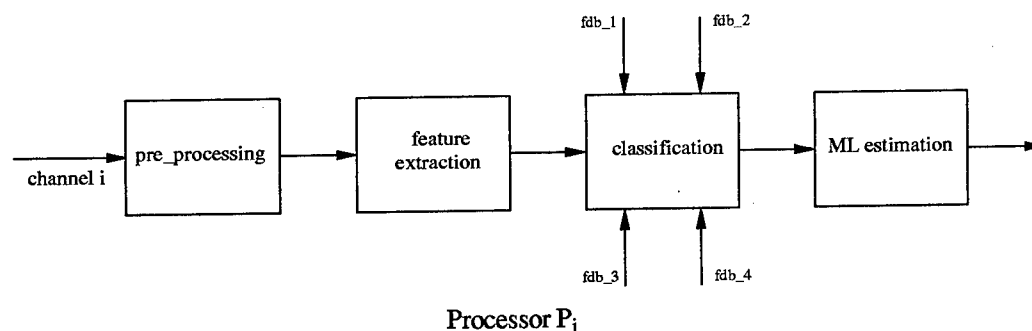 fdb_1
fdb_2
pre_processing
feature
extraction
classification
ML estimation
channel i
fdb_3
fdb_4
Processor Pi